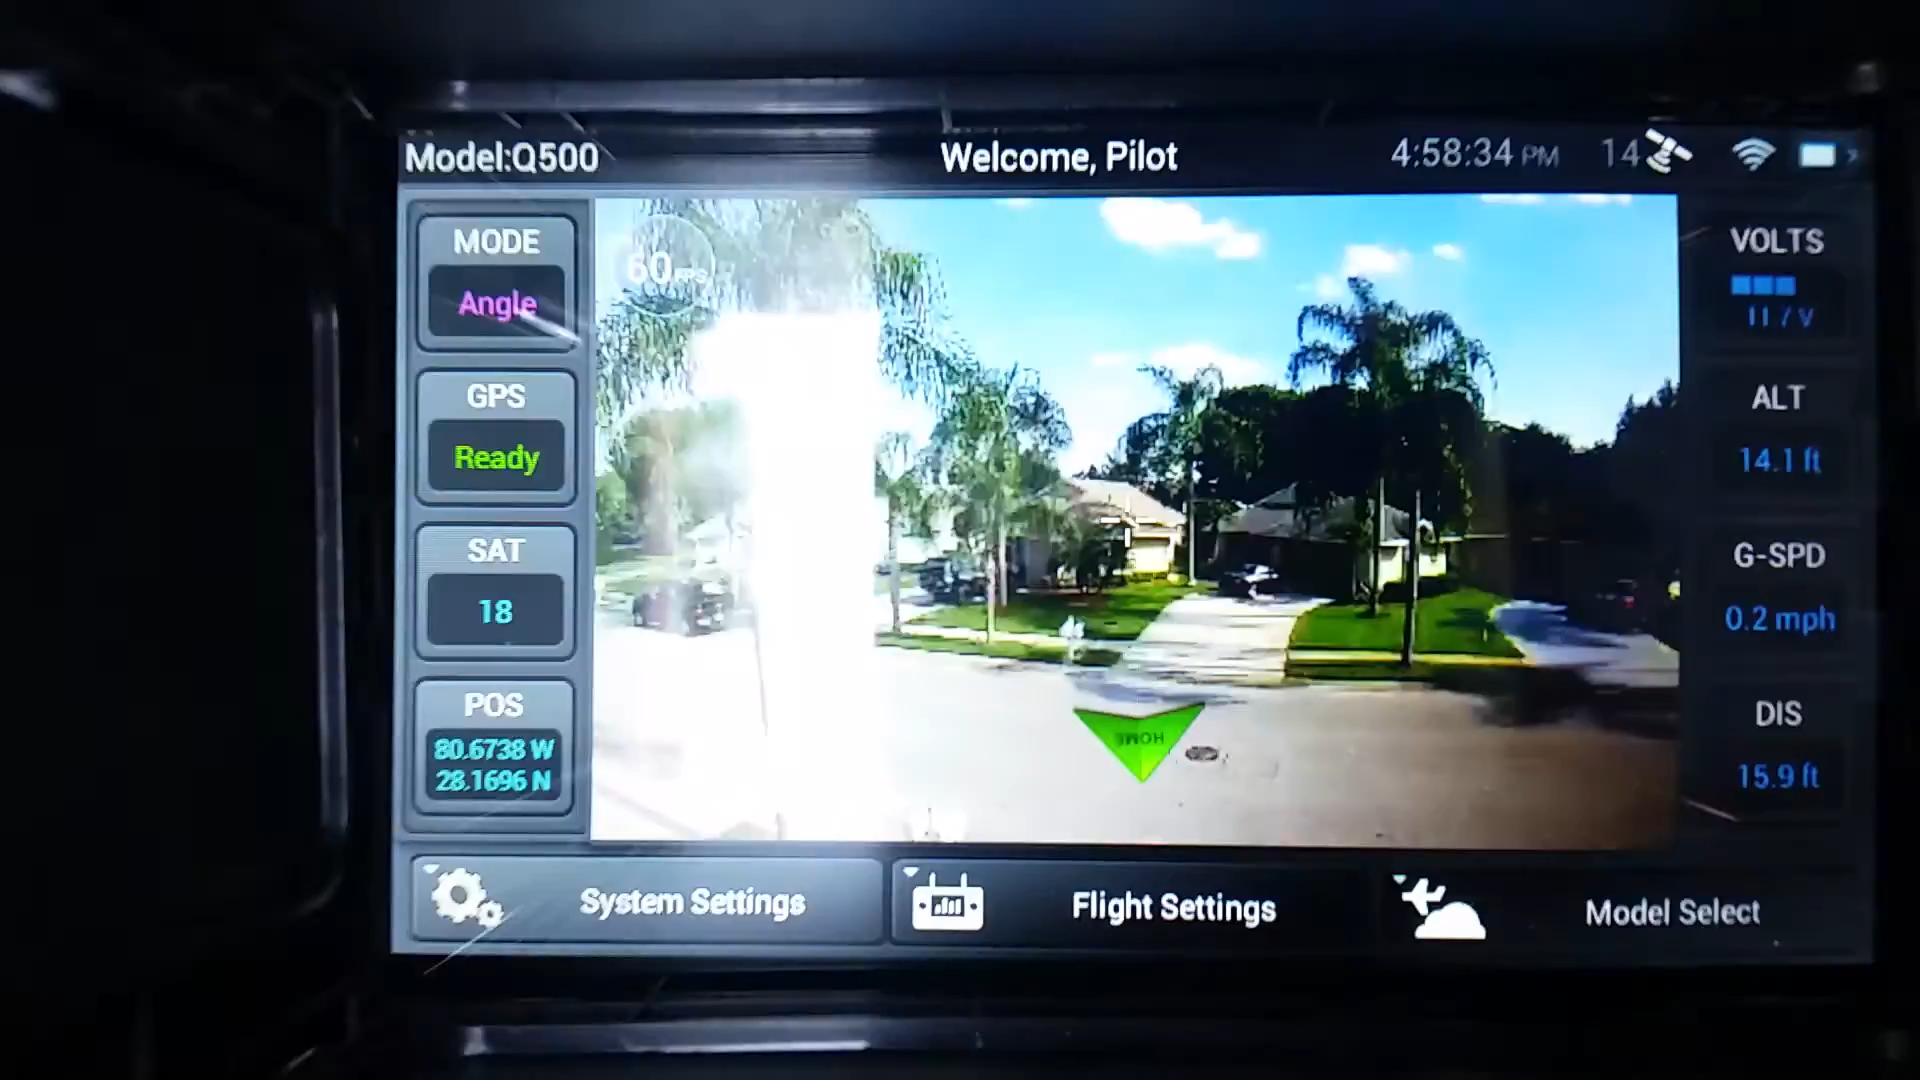 Model:Q500
Welcome, Pilot
4:58:34 PM
14
MODE
Angle
60FPS
GPS
Ready
SAT
18
POS
80.6738 W
28.1696 N
VOLTS
ALT
14.1 ft
G-SPD
0.2 mph
DIS
15.9 ft
HOME
System Settings
Flight Settings
Model Select